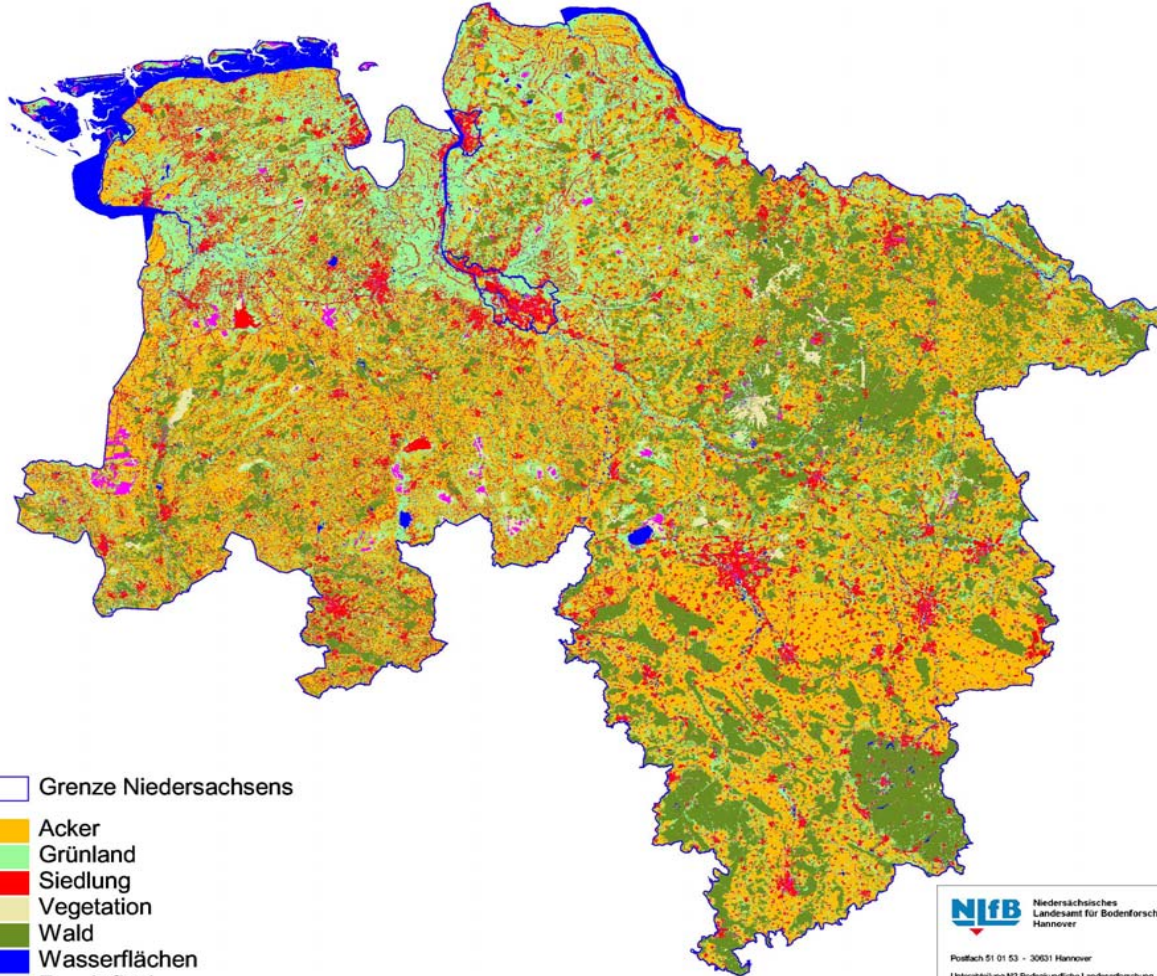 Grenze Niedersachsens
Acker
Grünland
Siedlung
Vegetation
Wald
Wasserflächen
NLfB
Niedersächsisches
Landesamt für Bodenforsch
Hannover
Postfach 51 01 53 - 30631 Hannover